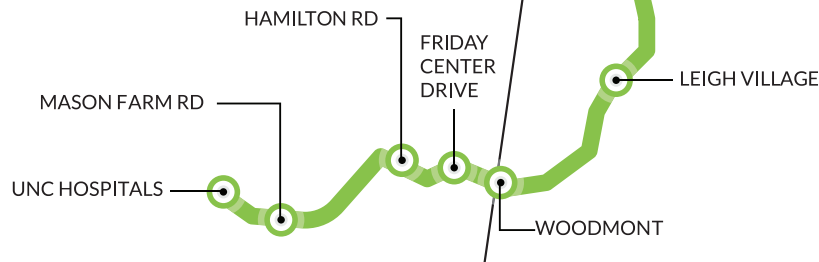 HAMILTON RD
FRIDAY
CENTER
DRIVE
LEIGH VILLAGE
MASON FARM RD
UNC HOSPITALS
WOODMONT